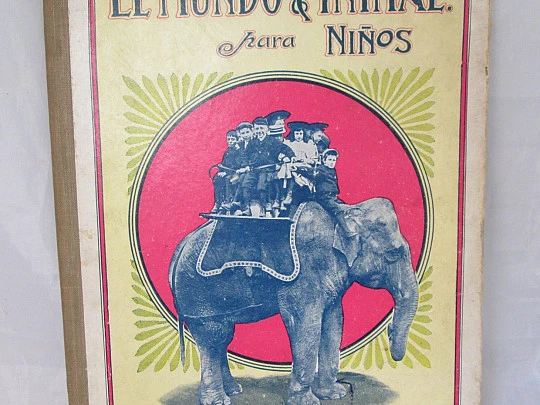 EL MUNDO ANIMAL.
para NIÑOS